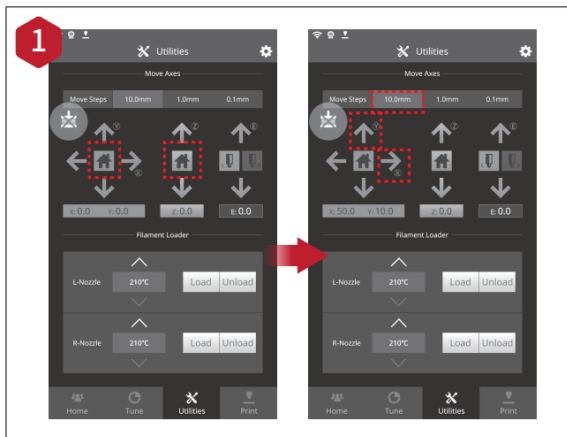 1
Utilities
Move Axes
Move Steps 10.0mm 1.0mm 0.1mm
Y Z E
X
X: 0.0 Y: 0.0 Z: 0.0 E: 0.0
Filament Loader
L-Nozzle 210°C Load Unload
R-Nozzle 210°C Load Unload
Home Tune Utilities Print
Utilities
Move Axes
Move Steps 10.0mm 1.0mm 0.1mm
Y Z E
X
X: 50.0 Y: 10.0 Z: 0.0 E: 0.0
Filament Loader
L-Nozzle 210°C Load Unload
R-Nozzle 210°C Load Unload
Home Tune Utilities Print